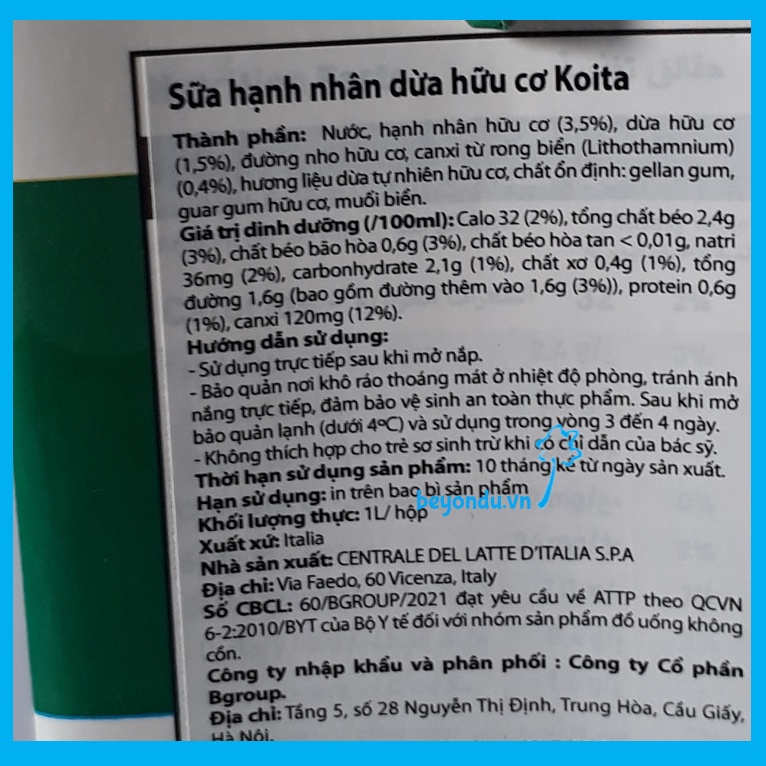 Sữa hạnh nhân dừa hữu cơ Koita
Thành phần: Nước, hạnh nhân hữu cơ (3,5%), dừa hữu cơ
(1,5%), đường nho hữu cơ, canxi từ rong biển (Lithothamnium)
(0,4%), hương liệu dừa tự nhiên hữu cơ, chất ổn định: gellan gum,
guar gum hữu cơ, muối biển.
Giá trị dinh dưỡng (/100ml): Calo 32 (2%), tổng chất béo 2,4g
(3%), chất béo bão hòa 0,6g (3%), chất béo hòa tan < 0,01g, natri
36mg (2%), carbonhydrate 2,1g (1%), chất xơ 0,4g (1%), tổng
đường 1,6g (bao gồm đường thêm vào 1,6g (3%)), protein 0,6g
(1%), canxi 120mg (12%).
Hướng dẫn sử dụng:
- Sử dụng trực tiếp sau khi mở nắp.
- Bảo quản nơi khô ráo thoáng mát ở nhiệt độ phòng, tránh ánh
nắng trực tiếp, đảm bảo vệ sinh an toàn thực phẩm. Sau khi mở
bảo quản lạnh (dưới 4ºC) và sử dụng trong vòng 3 đến 4 ngày.
- Không thích hợp cho trẻ sơ sinh trừ khi có chỉ dẫn của bác sỹ.
Thời hạn sử dụng sản phẩm: 10 tháng kể từ ngày sản xuất.
Hạn sử dụng: in trên bao bì sản phẩm
beyondu.vn
Khối lượng thực: 1L/ hộp
Xuất xứ: Italia
Nhà sản xuất: CENTRALE DEL LATTE D'ITALIA S.P.A
Địa chỉ: Via Faedo, 60 Vicenza, Italy
Số CBCL: 60/BGROUP/2021 đạt yêu cầu về ATTP theo QCVN
6-2:2010/BYT của Bộ Y tế đối với nhóm sản phẩm đồ uống không
cồn.
Công ty nhập khẩu và phân phối : Công ty Cổ phần
Bgroup.
Địa chỉ: Tầng 5, số 28 Nguyễn Thị Định, Trung Hòa, Cầu Giấy,
Hà Nội.